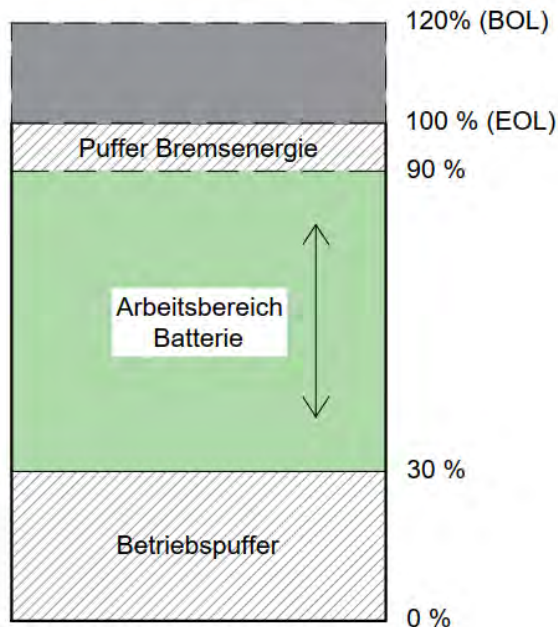 120% (BOL)
100 % (EOL)
Puffer Bremsenergie
90 %
Arbeitsbereich
Batterie
30 %
Betriebspuffer
0 %